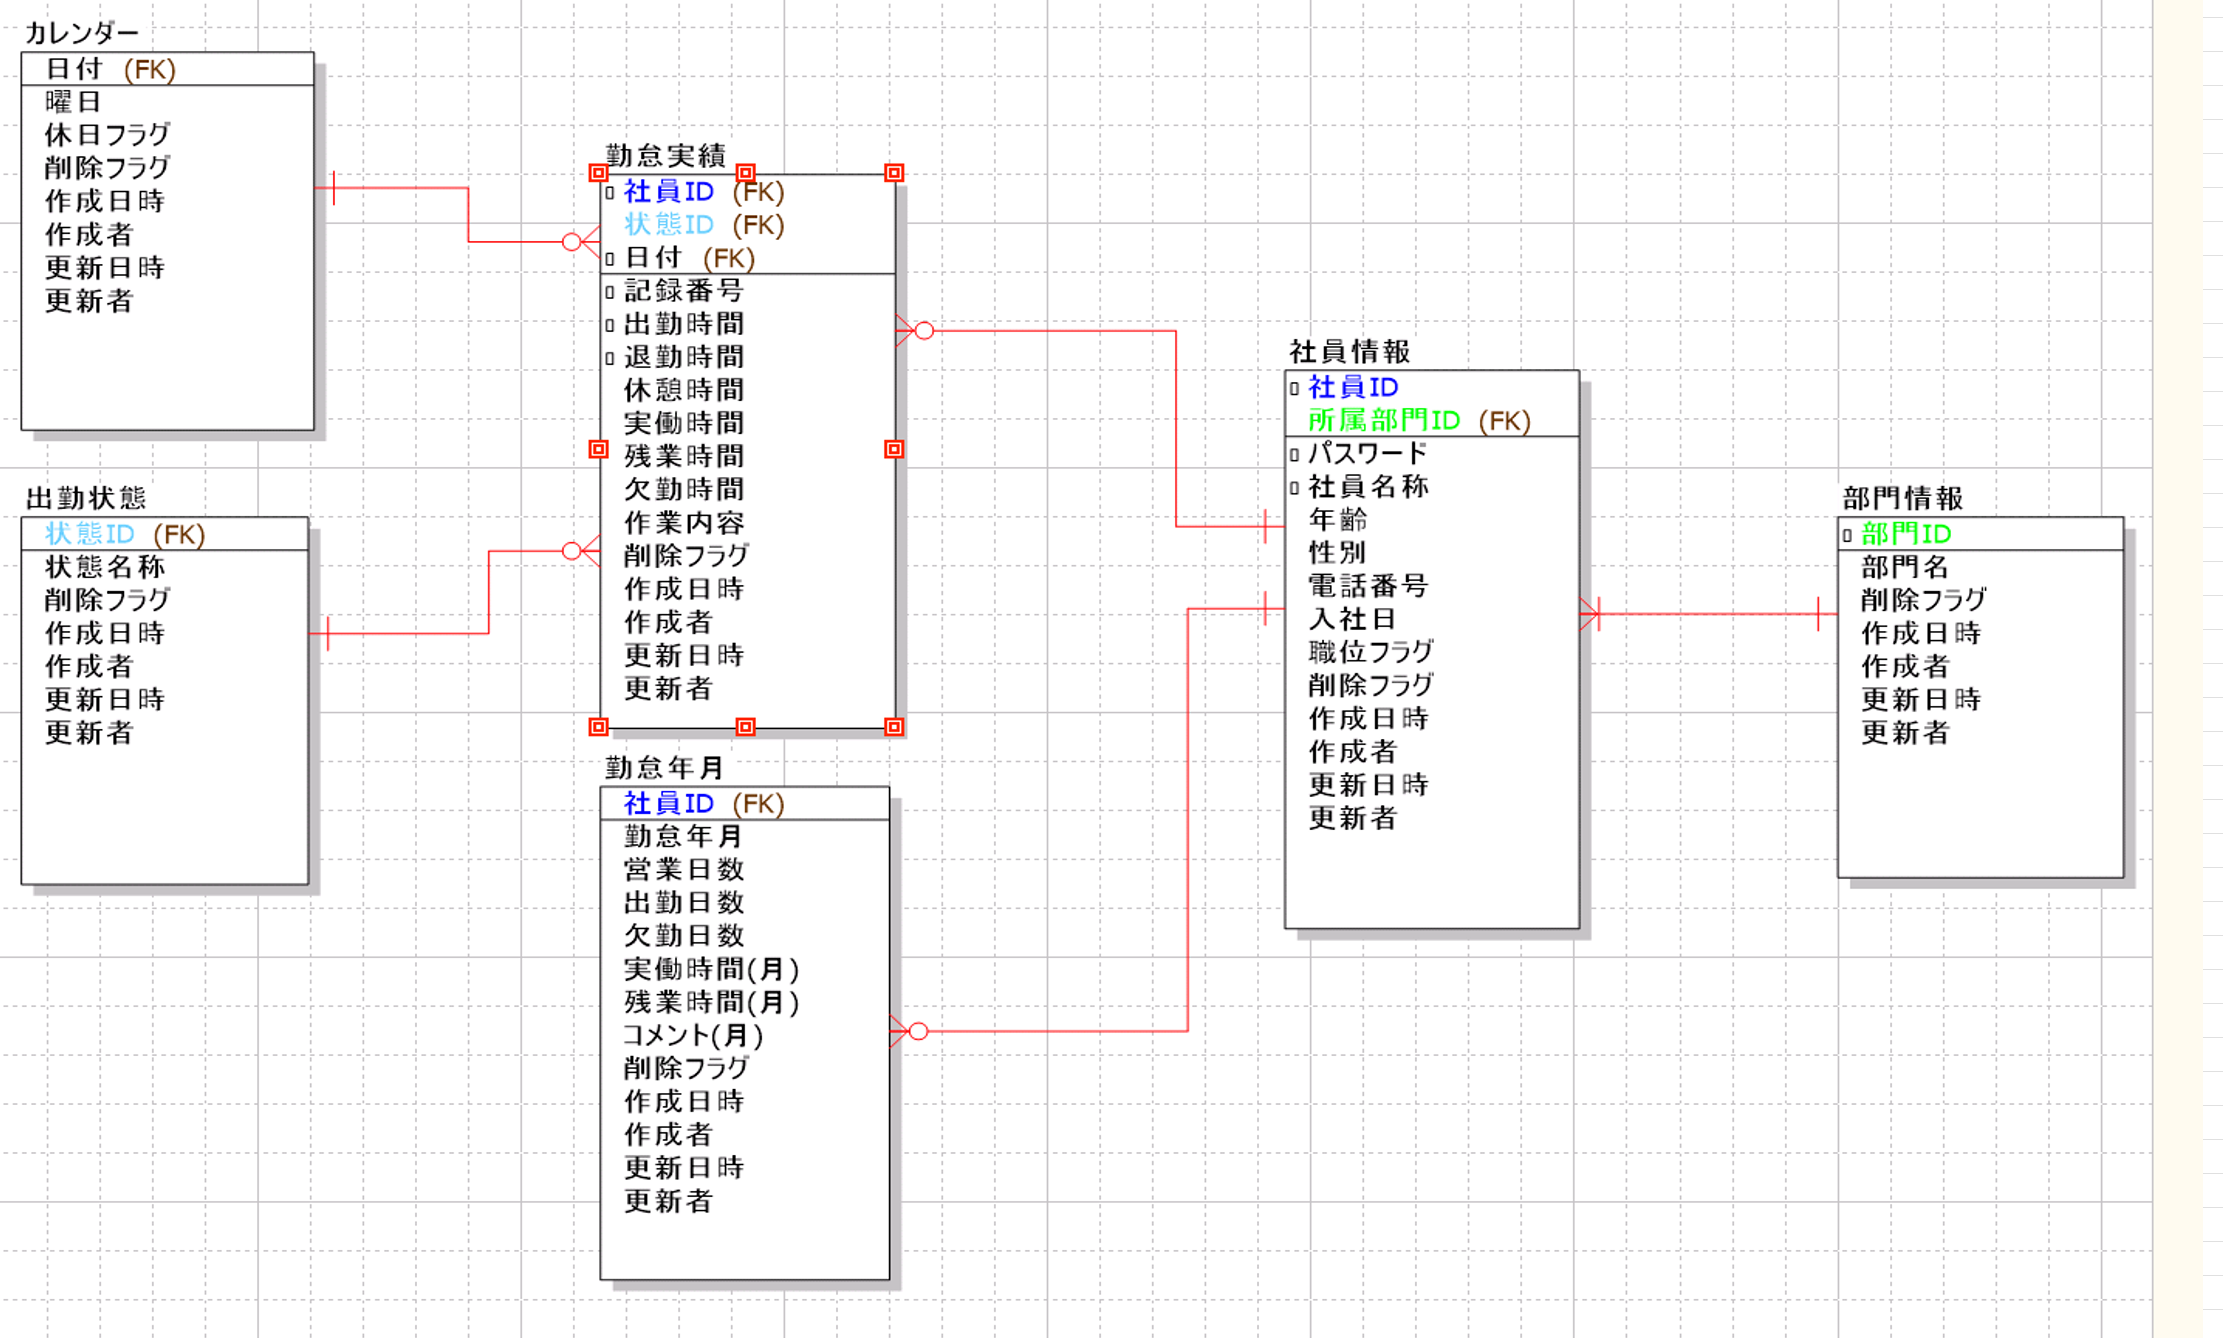 カレンダー
日付 (FK)
曜日
休日フラグ
削除フラグ
作成日時
作成者
更新日時
更新者
出勤状態
状態ID (FK)
状態名称
削除フラグ
作成日時
作成者
更新日時
更新者
勤怠実績
社員ID (FK)
状態ID (FK)
日付 (FK)
記録番号
出勤時間
退勤時間
休憩時間
実働時間
残業時間
欠勤時間
作業内容
削除フラグ
作成日時
作成者
更新日時
更新者
勤怠年月
社員ID (FK)
勤怠年月
営業日数
出勤日数
欠勤日数
実働時間(月)
残業時間(月)
コメント(月)
削除フラグ
作成日時
作成者
更新日時
更新者
社員情報
社員ID
所属部門ID (FK)
パスワード
社員名称
年齢
性別
電話番号
入社日
職位フラグ
削除フラグ
作成日時
作成者
更新日時
更新者
部門情報
部門ID
部門名
削除フラグ
作成日時
作成者
更新日時
更新者